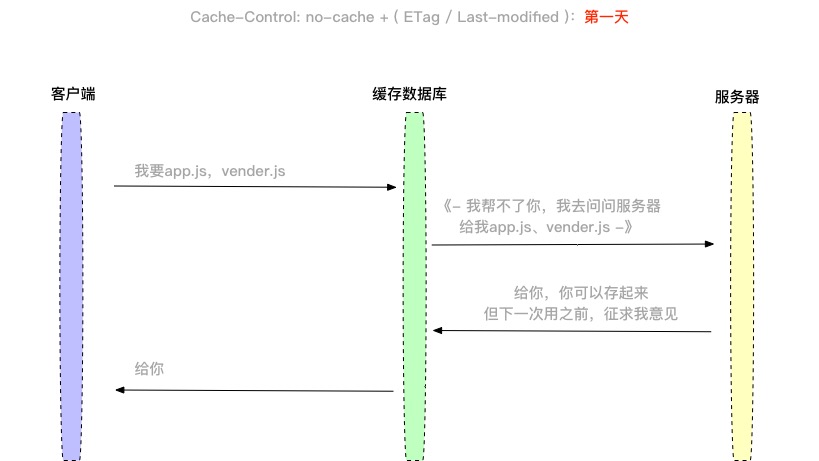 Cache-Control: no-cache + ( ETag / Last-modified ): 第一天
客户端
缓存数据库
服务器
我要app.js，vender.js
《- 我帮不了你，我去问问服务器
给我app.js、vender.js -》
给你，你可以存起来
但下一次用之前，征求我意见
给你